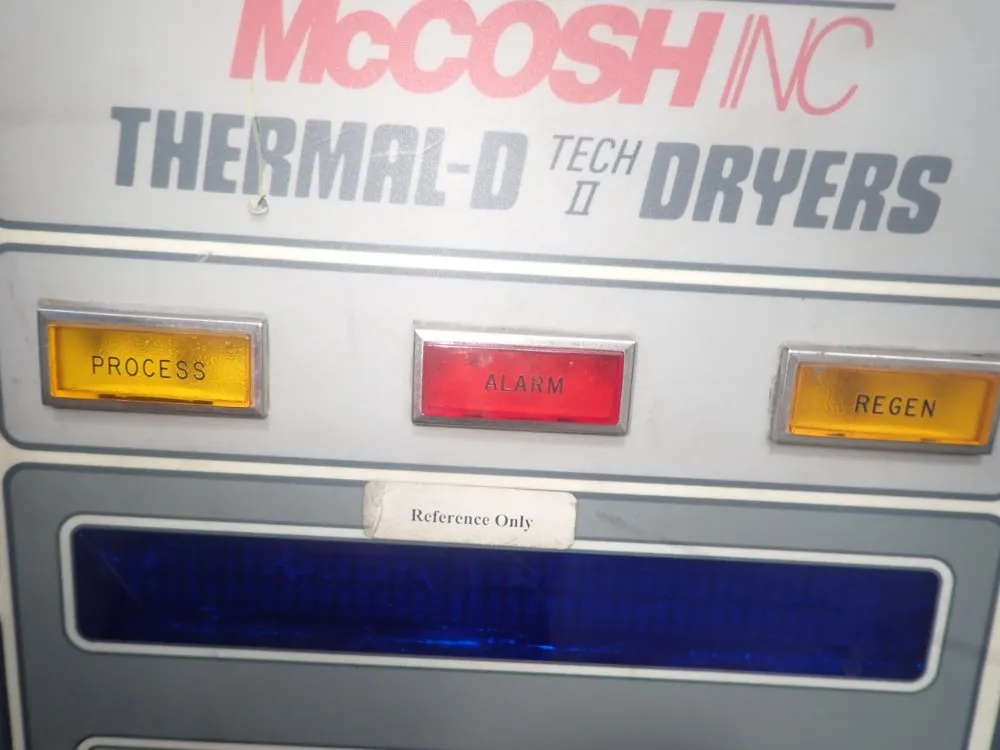 McCOSH INC
THERMAL-D TECH II DRYERS
PROCESS
ALARM
REGEN
Reference Only